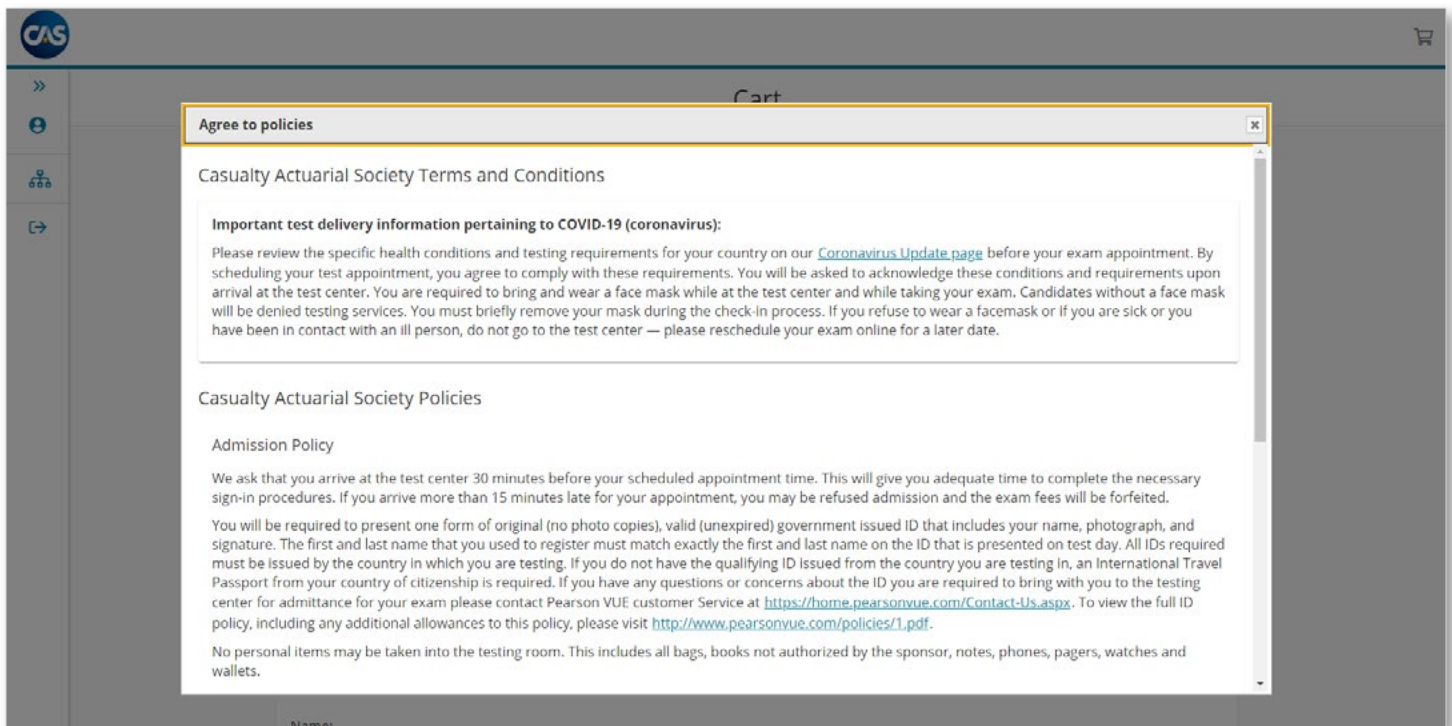 CAS
Cart
Agree to policies
Casualty Actuarial Society Terms and Conditions
Important test delivery information pertaining to COVID-19 (coronavirus):
Please review the specific health conditions and testing requirements for your country on our Coronavirus Update page before your exam appointment. By
scheduling your test appointment, you agree to comply with these requirements. You will be asked to acknowledge these conditions and requirements upon
arrival at the test center. You are required to bring and wear a face mask while at the test center and while taking your exam. Candidates without a face mask
will be denied testing services. You must briefly remove your mask during the check-in process. If you refuse to wear a facemask or if you are sick or you
have been in contact with an ill person, do not go to the test center — please reschedule your exam online for a later date.
Casualty Actuarial Society Policies
Admission Policy
We ask that you arrive at the test center 30 minutes before your scheduled appointment time. This will give you adequate time to complete the necessary
sign-in procedures. If you arrive more than 15 minutes late for your appointment, you may be refused admission and the exam fees will be forfeited.
You will be required to present one form of original (no photo copies), valid (unexpired) government issued ID that includes your name, photograph, and
signature. The first and last name that you used to register must match exactly the first and last name on the ID that is presented on test day. All IDs required
must be issued by the country in which you are testing. If you do not have the qualifying ID issued from the country you are testing in, an International Travel
Passport from your country of citizenship is required. If you have any questions or concerns about the ID you are required to bring with you to the testing
center for admittance for your exam please contact Pearson VUE customer Service at https://home.pearsonvue.com/Contact-Us.aspx. To view the full ID
policy, including any additional allowances to this policy, please visit http://www.pearsonvue.com/policies/1.pdf.
No personal items may be taken into the testing room. This includes all bags, books not authorized by the sponsor, notes, phones, pagers, watches and
wallets.
Name: